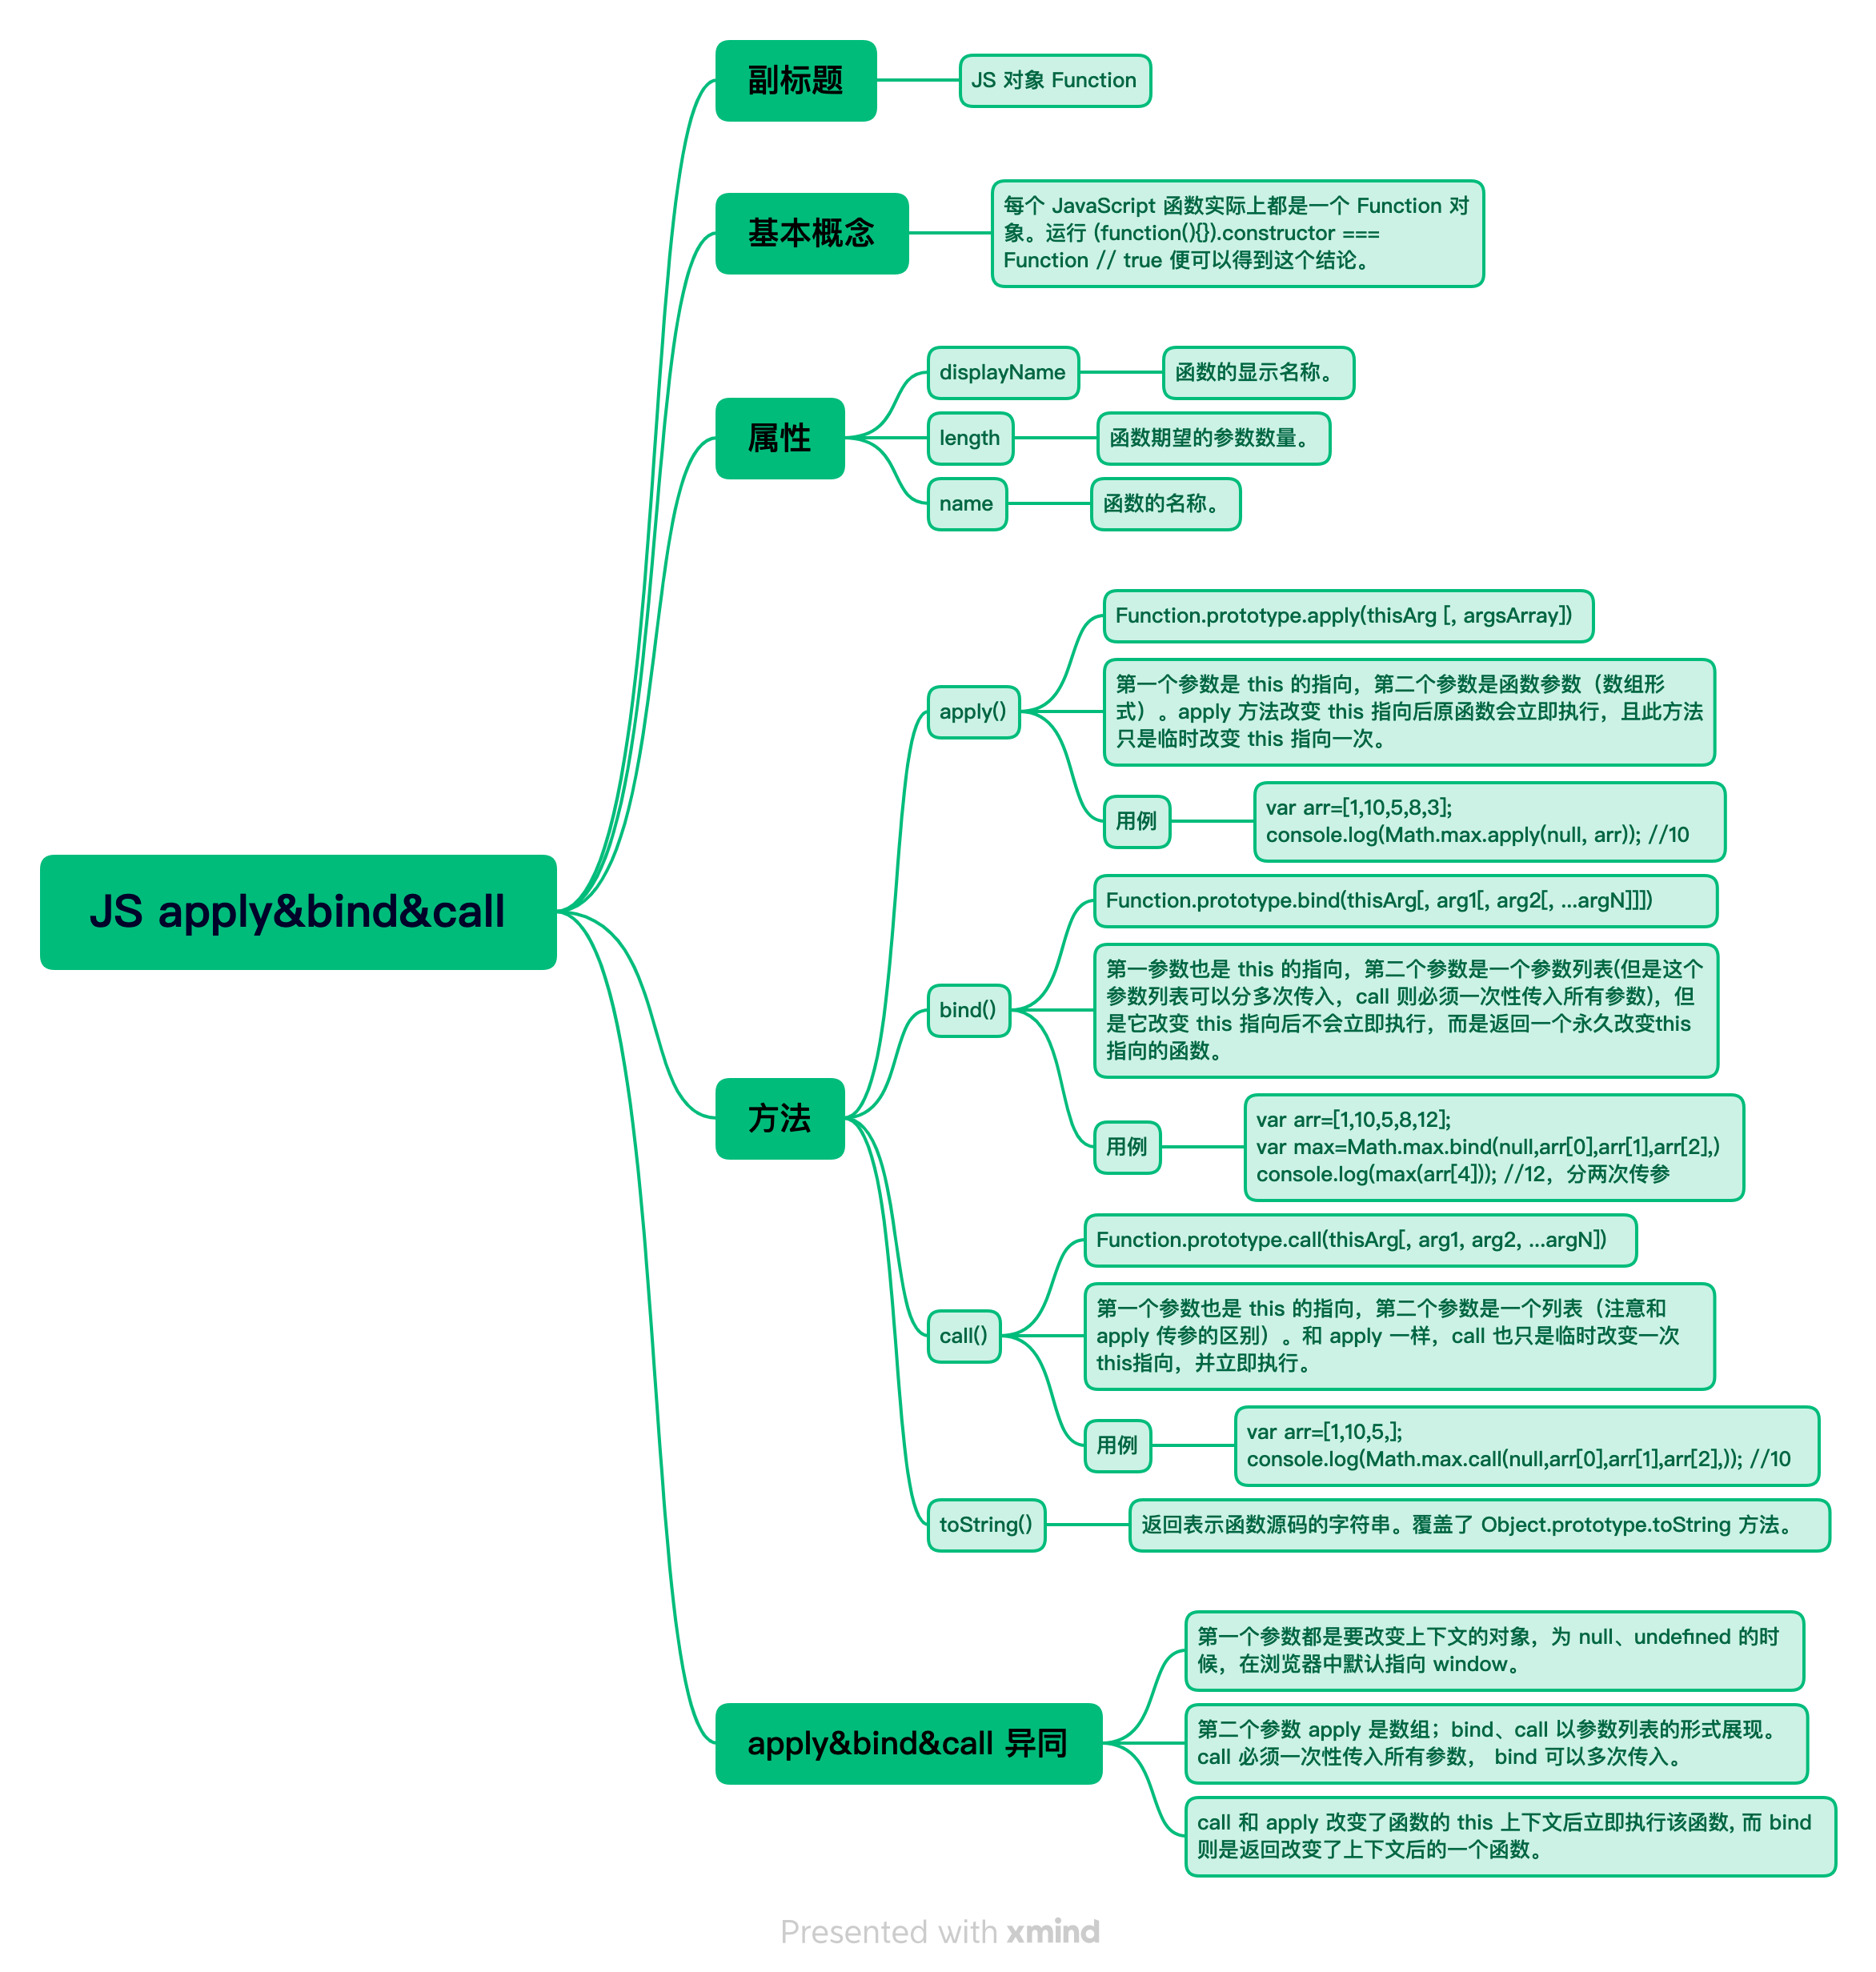 JS apply&bind&call
副标题
JS 对象 Function
基本概念
每个 JavaScript 函数实际上都是一个 Function 对
象。运行 (function(){}).constructor ===
Function // true 便可以得到这个结论。
属性
displayName
函数的显示名称。
length
函数期望的参数数量。
name
函数的名称。
方法
apply()
Function.prototype.apply(thisArg [, argsArray])
第一个参数是 this 的指向，第二个参数是函数参数（数组形
式）。apply 方法改变 this 指向后原函数会立即执行，且此方法
只是临时改变 this 指向一次。
用例
var arr=[1,10,5,8,3];
console.log(Math.max.apply(null, arr)); //10
bind()
Function.prototype.bind(thisArg[, arg1[, arg2[, ...argN]]])
第一参数也是 this 的指向，第二个参数是一个参数列表(但是这个
参数列表可以分多次传入，call 则必须一次性传入所有参数)，但
是它改变 this 指向后不会立即执行，而是返回一个永久改变this
指向的函数。
用例
var arr=[1,10,5,8,12];
var max=Math.max.bind(null,arr[0],arr[1],arr[2],)
console.log(max(arr[4])); //12，分两次传参
call()
Function.prototype.call(thisArg[, arg1, arg2, ...argN])
第一个参数也是 this 的指向，第二个参数是一个列表（注意和
apply 传参的区别）。和 apply 一样，call 也只是临时改变一次
this指向，并立即执行。
用例
var arr=[1,10,5,];
console.log(Math.max.call(null,arr[0],arr[1],arr[2],)); //10
toString()
返回表示函数源码的字符串。覆盖了 Object.prototype.toString 方法。
apply&bind&call 异同
第一个参数都是要改变上下文的对象，为 null、undefined 的时
候，在浏览器中默认指向 window。
第二个参数 apply 是数组；bind、call 以参数列表的形式展现。
call 必须一次性传入所有参数， bind 可以多次传入。
call 和 apply 改变了函数的 this 上下文后立即执行该函数, 而 bind
则是返回改变了上下文后的一个函数。
Presented with xmind